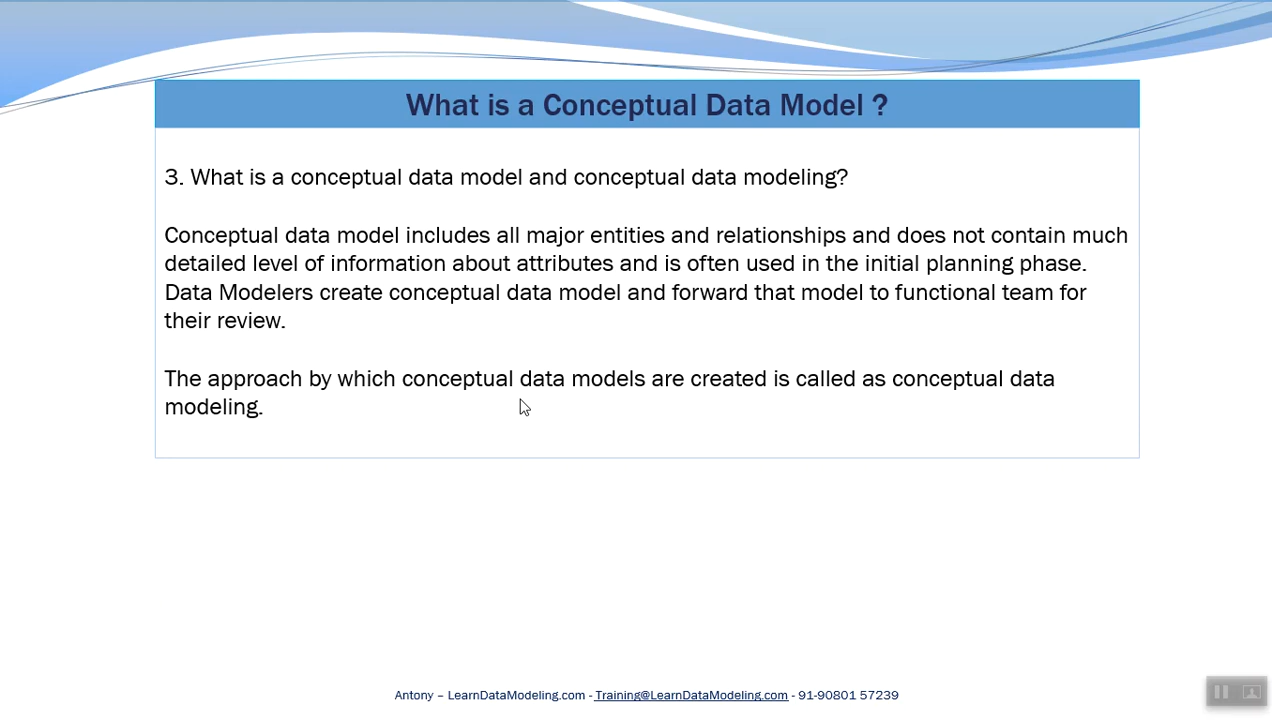 What is a Conceptual Data Model ?
3. What is a conceptual data model and conceptual data modeling?
Conceptual data model includes all major entities and relationships and does not contain much
detailed level of information about attributes and is often used in the initial planning phase.
Data Modelers create conceptual data model and forward that model to functional team for
their review.
The approach by which conceptual data models are created is called as conceptual data
modeling.
Antony – LearnDataModeling.com - Training@LearnDataModeling.com - 91-90801 57239